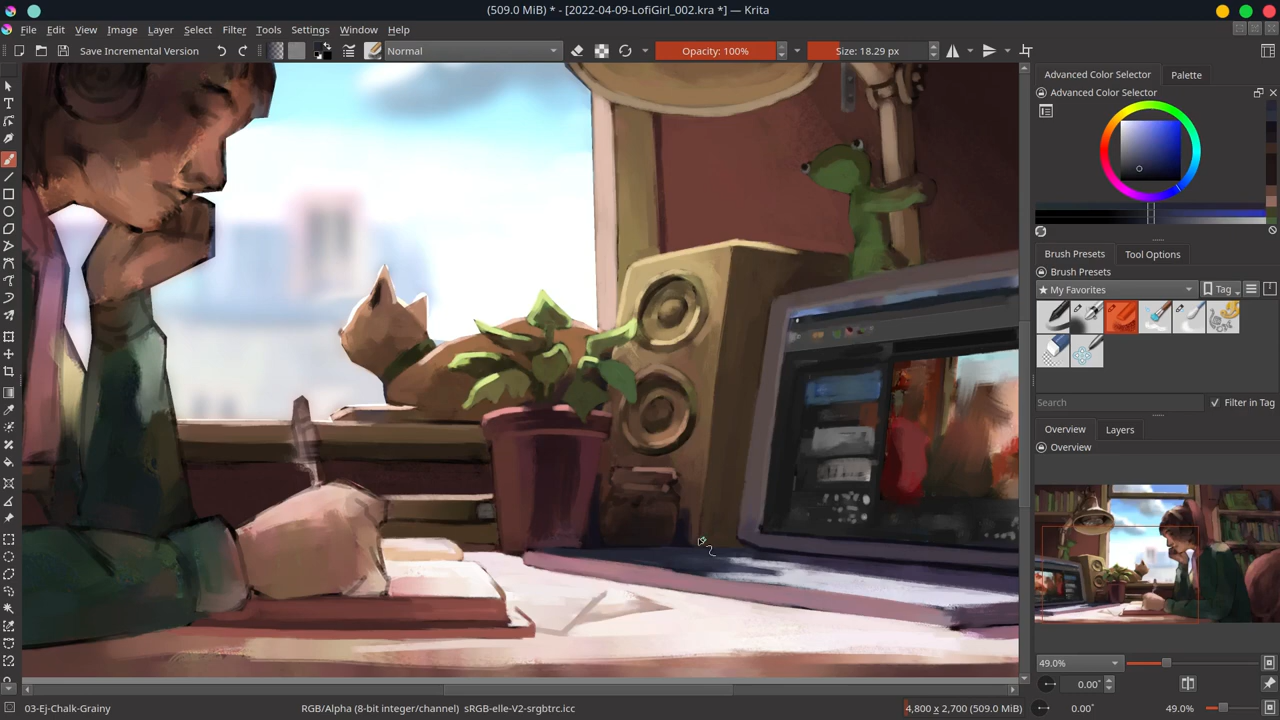 (509.0 MiB) * - [2022-04-09-LofiGirl_002.kra *] — Krita
File Edit View Image Layer Select Filter Tools Settings Window Help
Save Incremental Version Normal Opacity: 100% Size: 18.29 px
Advanced Color Selector Palette
Advanced Color Selector
Brush Presets Tool Options
Brush Presets
★ My Favorites Tag
Search Filter in Tag
Overview Layers
Overview
49.0%
0.00°
03-Ej-Chalk-Grainy RGB/Alpha (8-bit integer/channel) sRGB-elle-V2-srgbtrc.icc 4,800 x 2,700 (509.0 MiB) 0.00° 49.0%